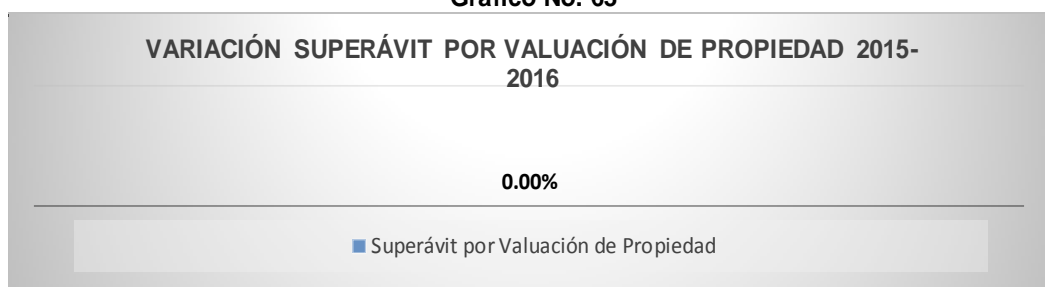 VARIACIÓN SUPERÁVIT POR VALUACIÓN DE PROPIEDAD 2015-
2016
0.00%
Superávit por Valuación de Propiedad